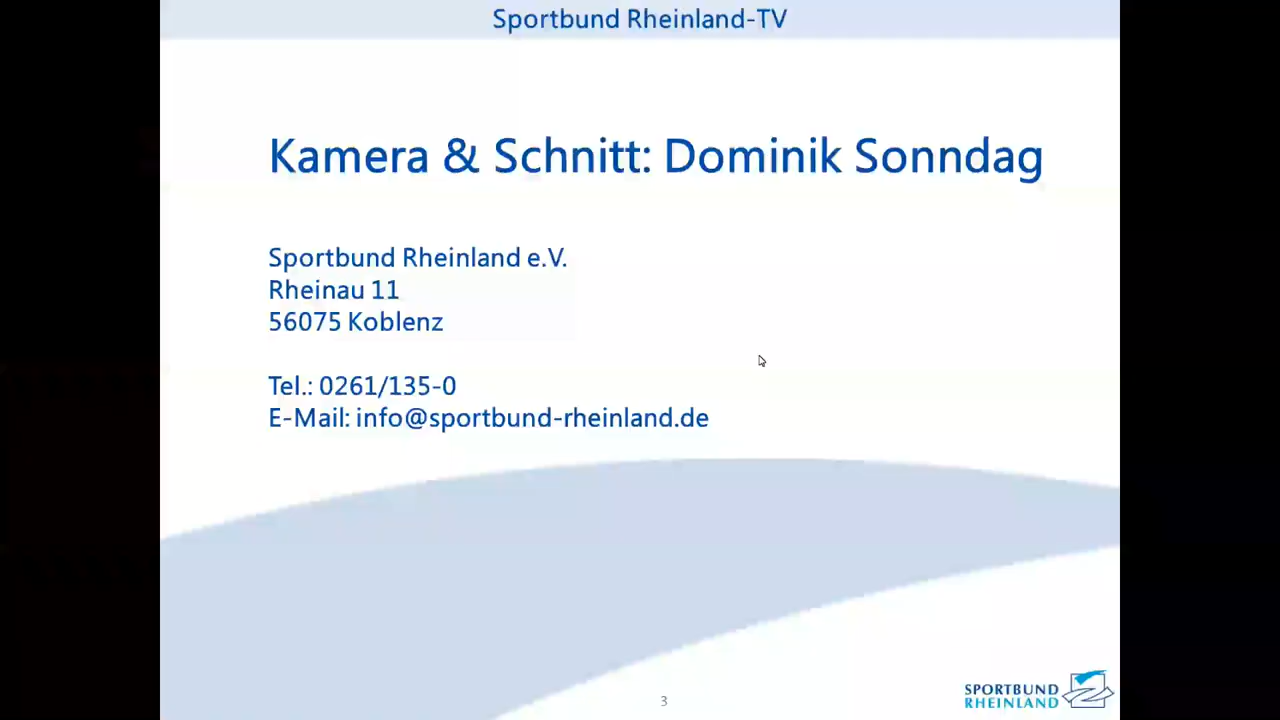 Sportbund Rheinland-TV
Kamera & Schnitt: Dominik Sonndag
Sportbund Rheinland e.V.
Rheinau 11
56075 Koblenz
Tel.: 0261/135-0
E-Mail: info@sportbund-rheinland.de
3
SPORTBUND
RHEINLAND